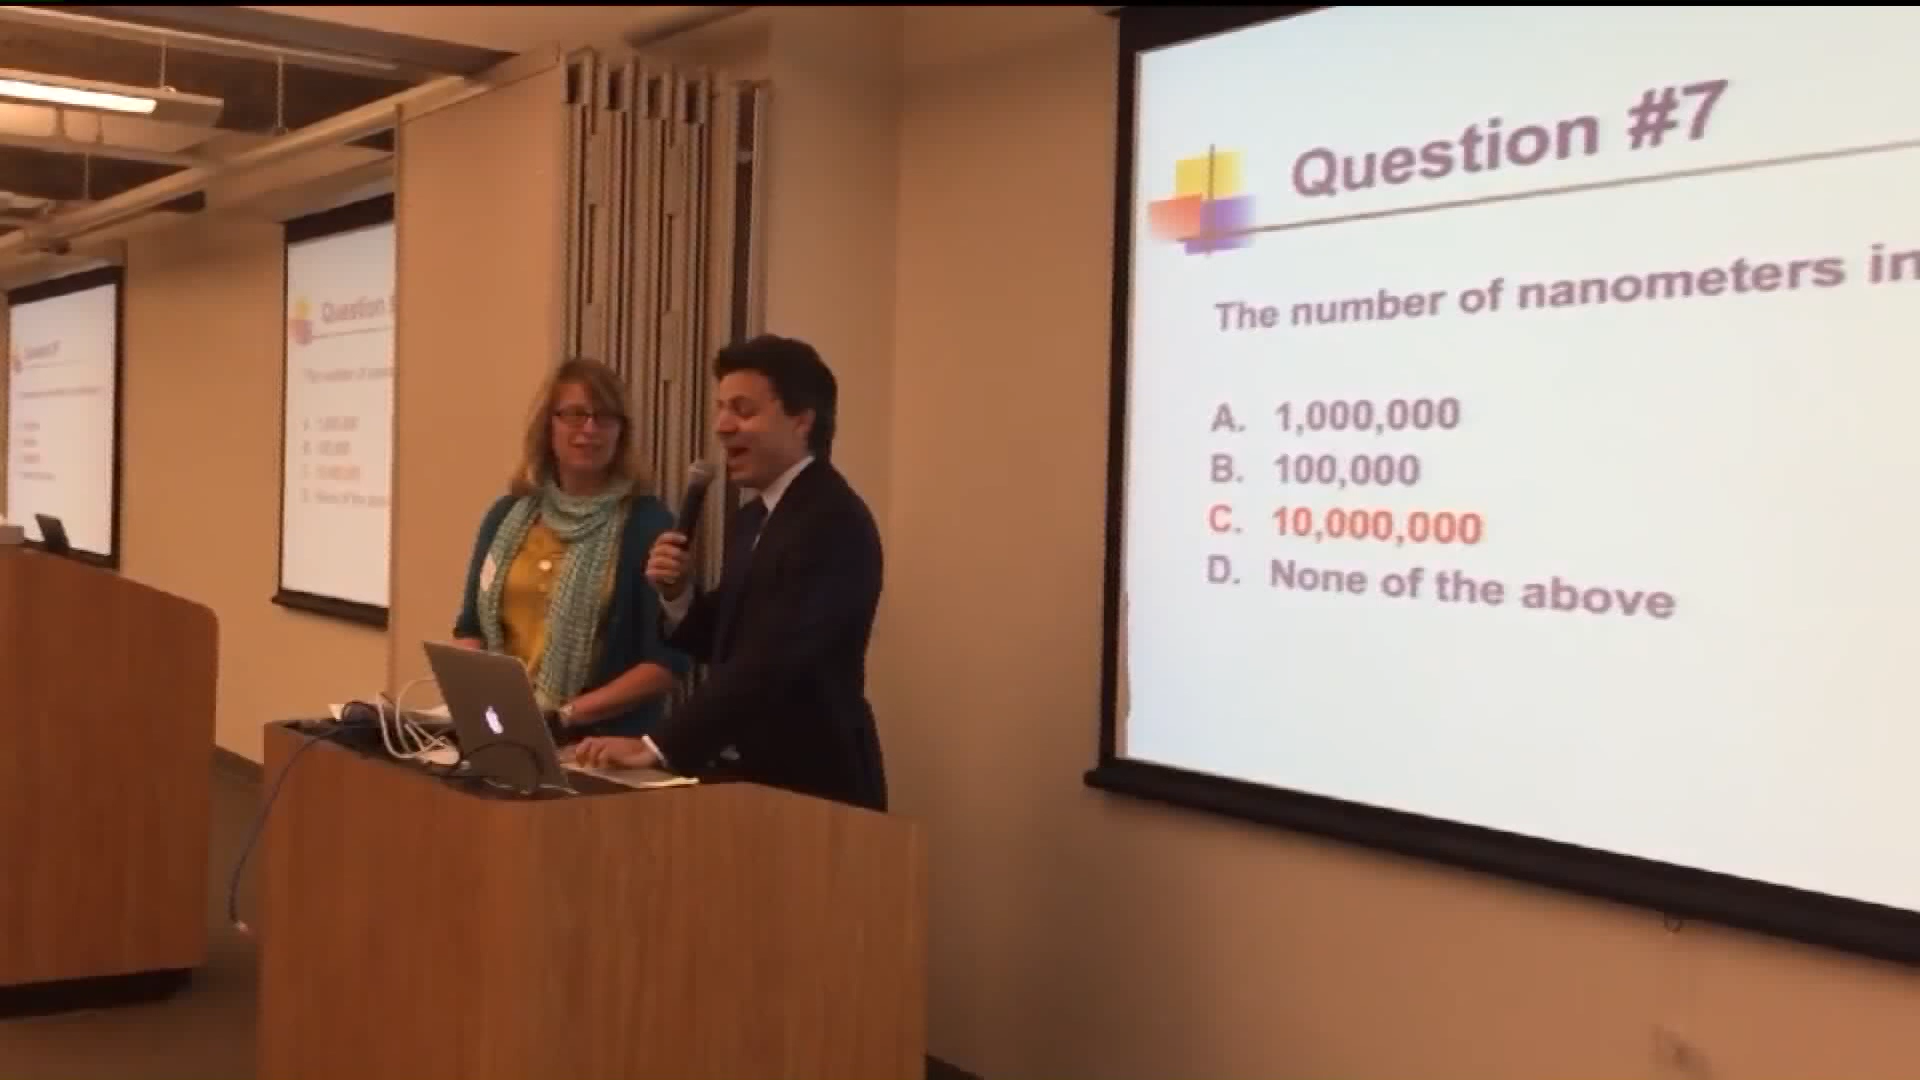 Question #7
The number of nanometers in
A. 1,000,000
B. 100,000
C. 10,000,000
D. None of the above
Question